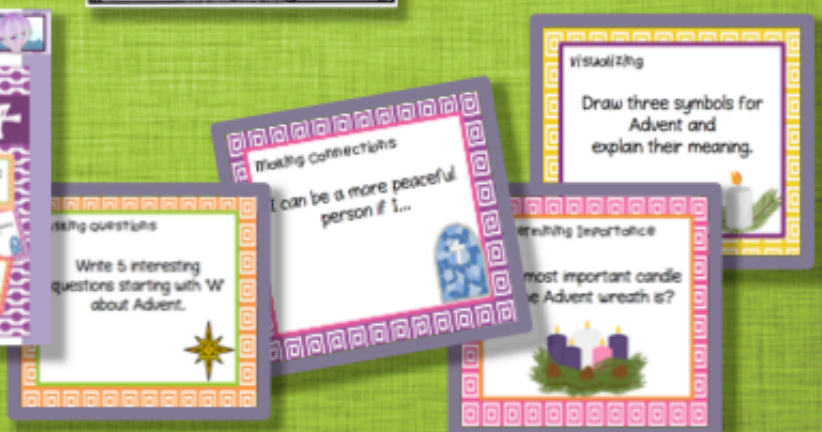 Visualizing
Draw three symbols for
Advent and
explain their meaning.
Making Connections
I can be a more peaceful
person if I...
questions
Write 5 interesting
questions starting with 'W'
about Advent.
Importance
most important candle
Advent wreath is?